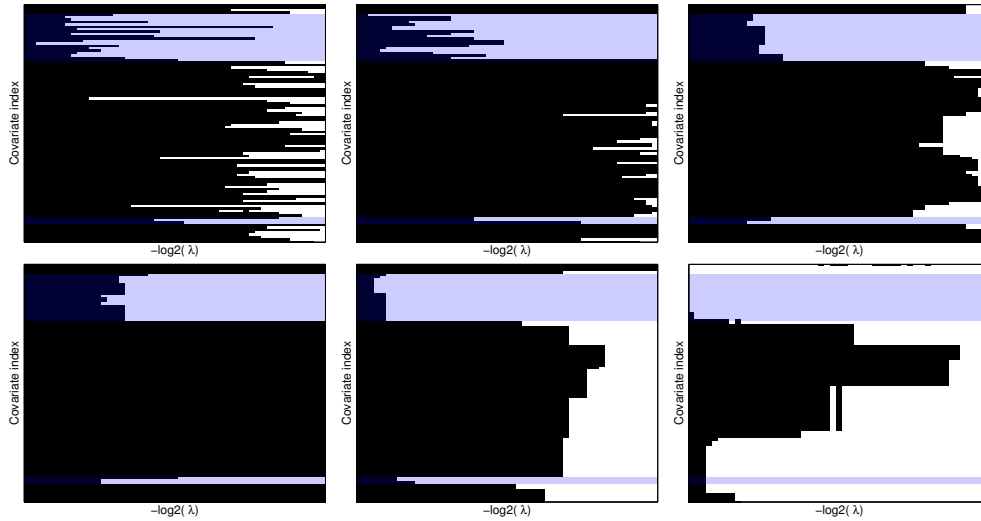 Covariate index
Covariate index
Covariate index
−log2( λ)
−log2( λ)
−log2( λ)
Covariate index
Covariate index
Covariate index
−log2( λ)
−log2( λ)
−log2( λ)